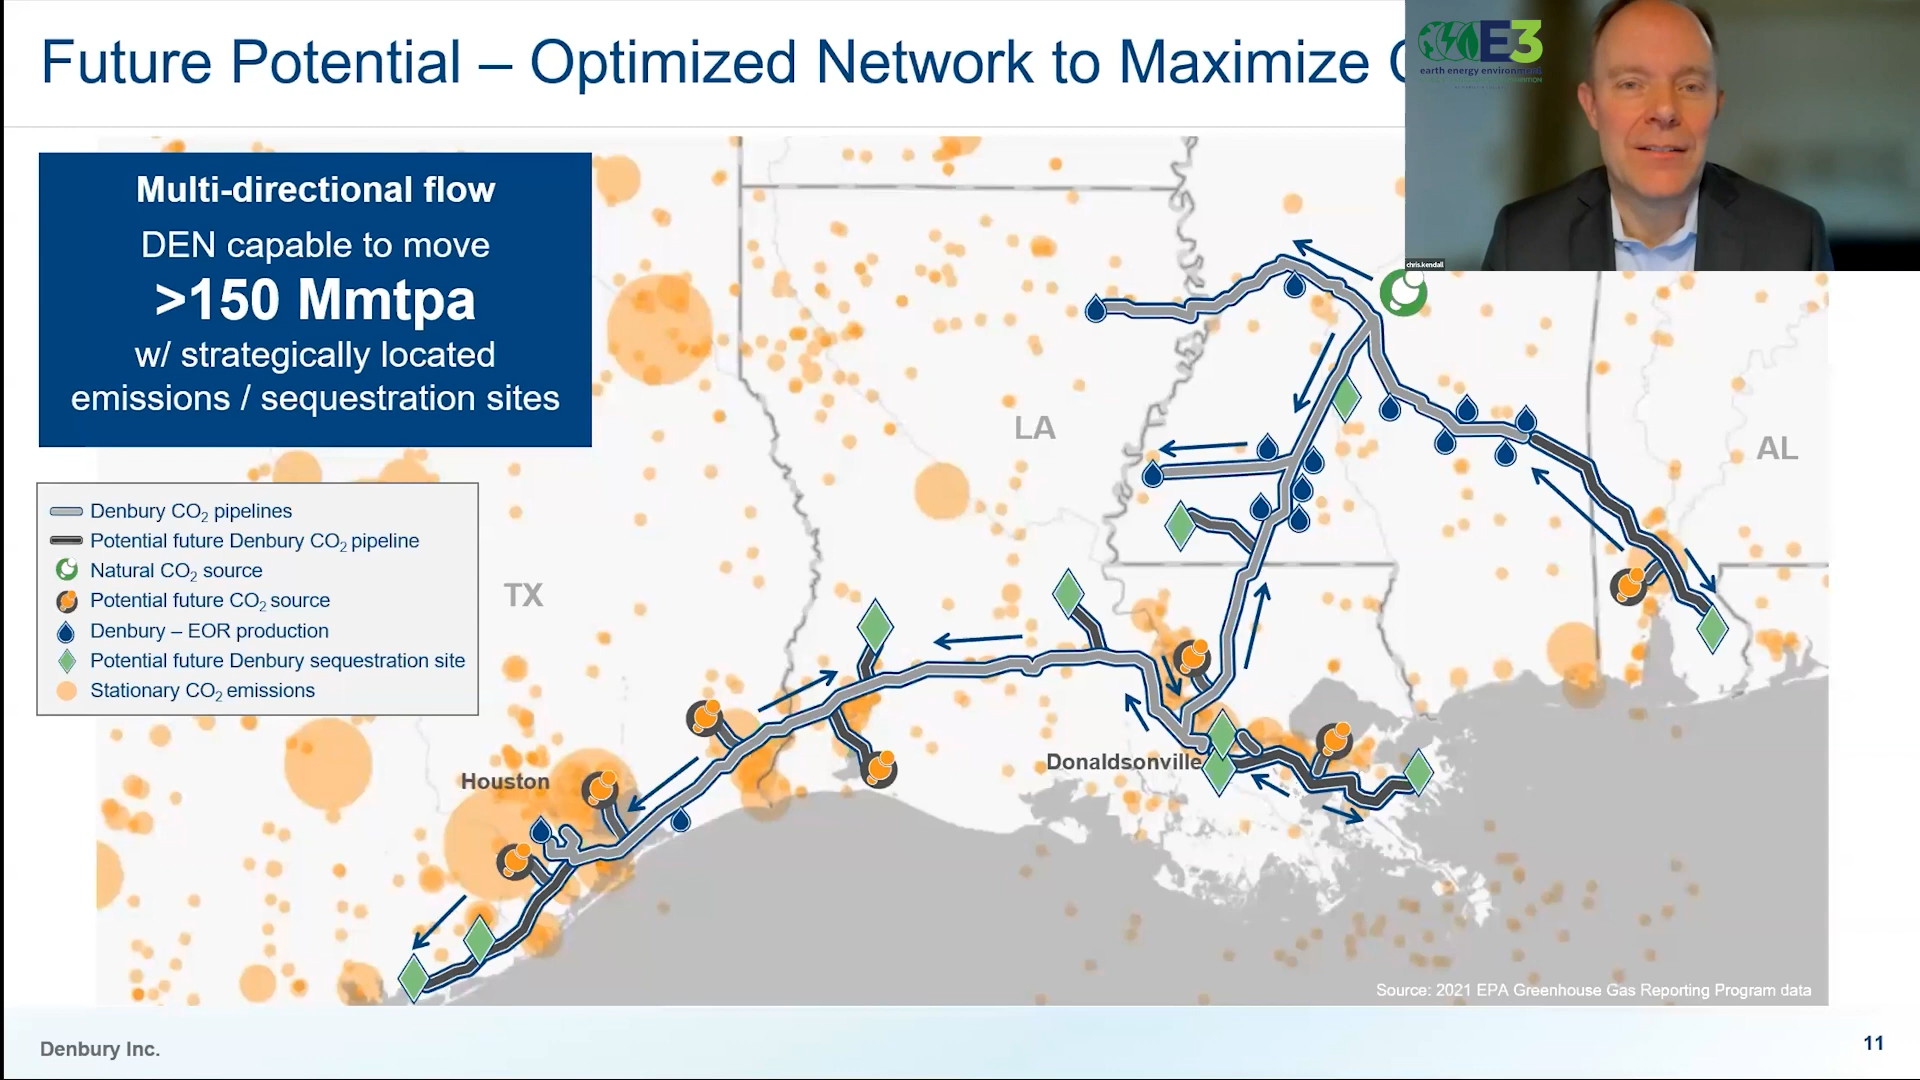 Future Potential – Optimized Network to Maximize
E3
earth energy environment
chris.kendall
Multi-directional flow
DEN capable to move
>150 Mmtpa
w/ strategically located
emissions / sequestration sites
LA
AL
TX
Denbury CO2 pipelines
Potential future Denbury CO2 pipeline
Natural CO2 source
Potential future CO2 source
Denbury – EOR production
Potential future Denbury sequestration site
Stationary CO2 emissions
Houston
Donaldsonville
Source: 2021 EPA Greenhouse Gas Reporting Program data
Denbury Inc.
11